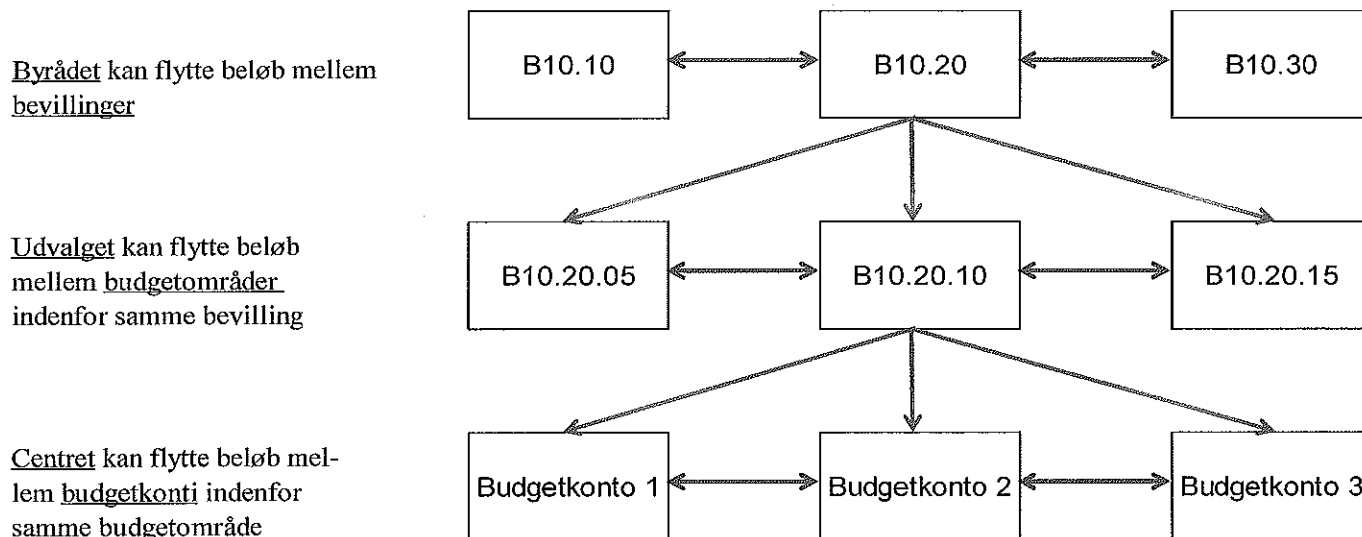 Byrådet kan flytte beløb mellem
bevillinger
B10.10
B10.20
B10.30
Udvalget kan flytte beløb
mellem budgetområder
indenfor samme bevilling
B10.20.05
B10.20.10
B10.20.15
Centret kan flytte beløb mel-
lem budgetkonti indenfor
samme budgetområde
Budgetkonto 1
Budgetkonto 2
Budgetkonto 3